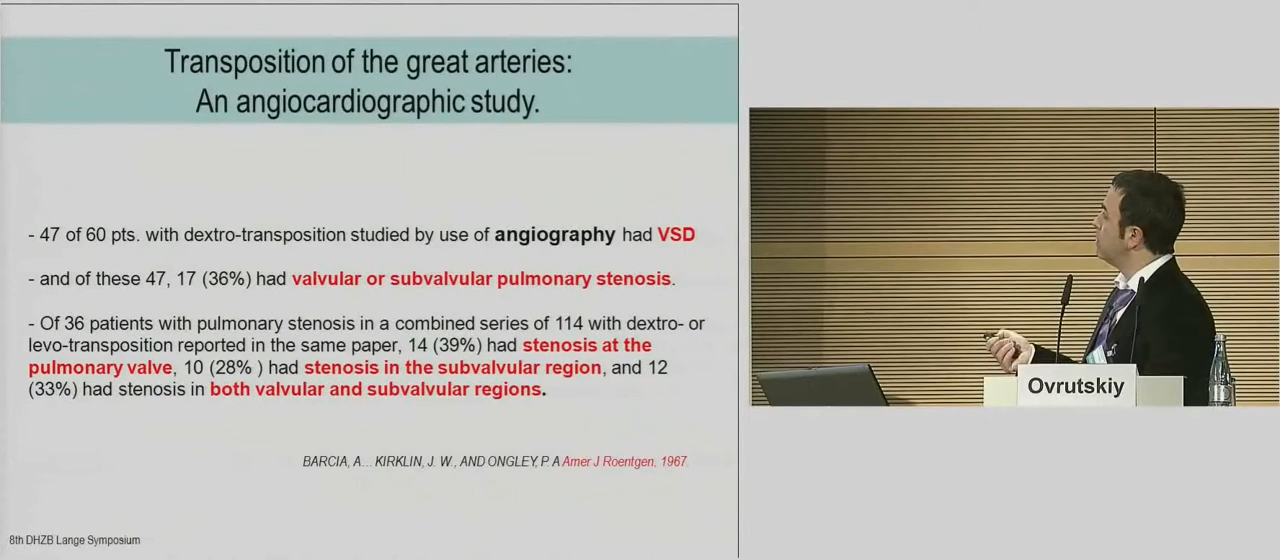 Transposition of the great arteries:
An angiocardiographic study.
- 47 of 60 pts. with dextro-transposition studied by use of angiography had VSD
- and of these 47, 17 (36%) had valvular or subvalvular pulmonary stenosis.
- Of 36 patients with pulmonary stenosis in a combined series of 114 with dextro- or
levo-transposition reported in the same paper, 14 (39%) had stenosis at the
pulmonary valve, 10 (28% ) had stenosis in the subvalvular region, and 12
(33%) had stenosis in both valvular and subvalvular regions.
BARCIA, A... KIRKLIN, J. W., AND ONGLEY, P. A Amer J Roentgen, 1967.
8th DHZB Lange Symposium
Ovrutskiy